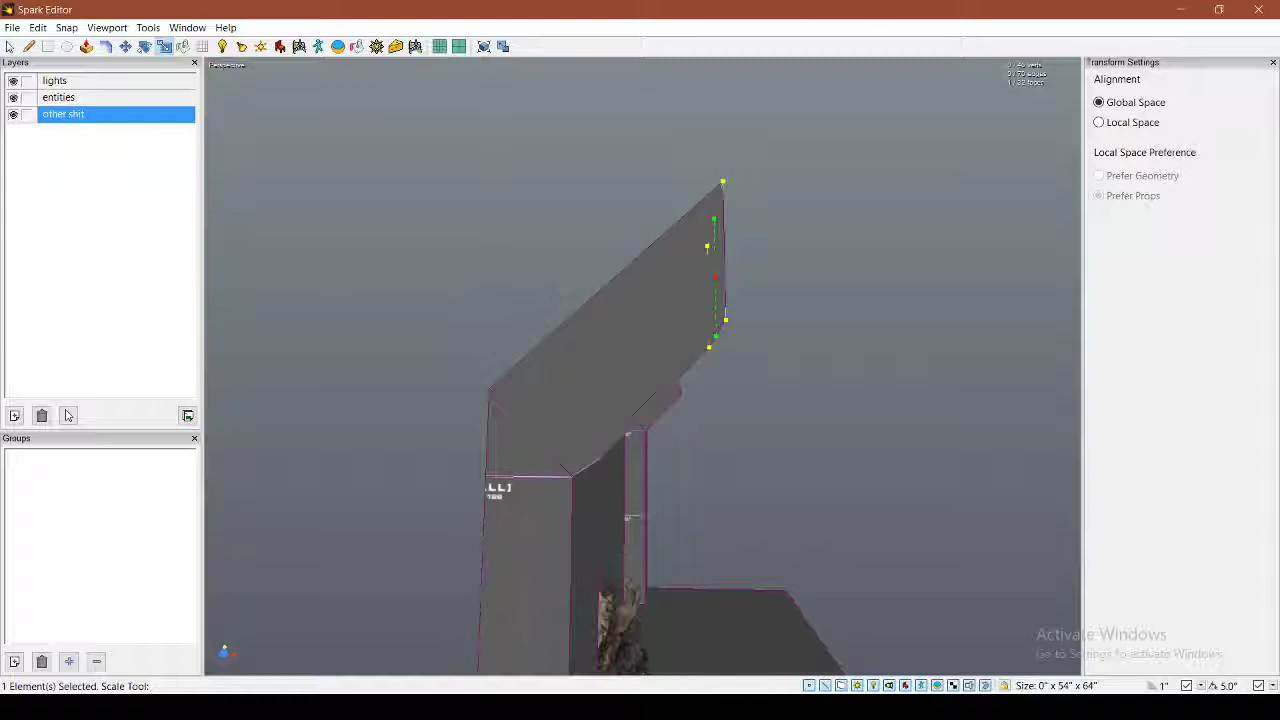 Spark Editor
File Edit Snap Viewport Tools Window Help
Layers
lights
entities
other shit
Groups
Perspective
Transform Settings
Alignment
Global Space
Local Space
Local Space Preference
Prefer Geometry
Prefer Props
Activate Windows
Go to Settings to activate Windows.
1 Element(s) Selected. Scale Tool:
Size: 0" x 54" x 64"
1"
5.0°